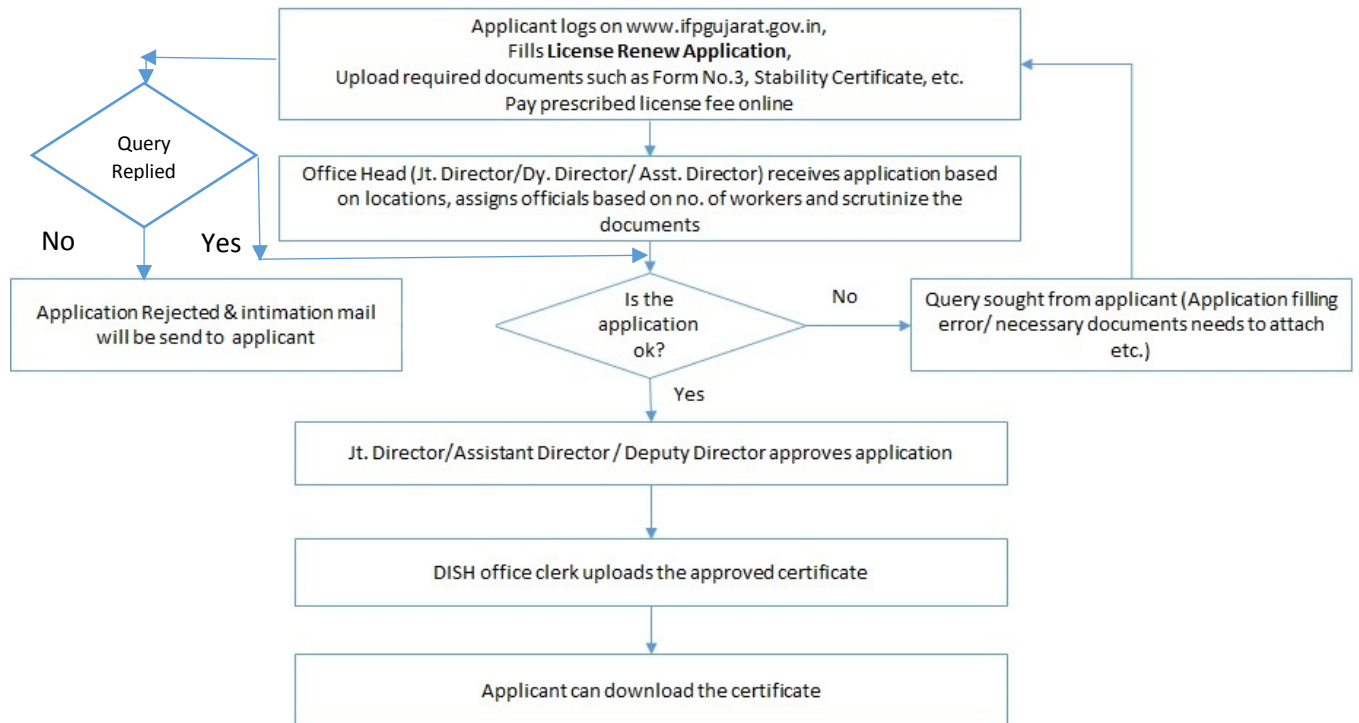 Applicant logs on www.ifpgujarat.gov.in,
Fills License Renew Application,
Upload required documents such as Form No.3, Stability Certificate, etc.
Pay prescribed license fee online
Query
Replied
Office Head (Jt. Director/Dy. Director/ Asst. Director) receives application based
on locations, assigns officials based on no. of workers and scrutinize the
documents
No
Yes
Application Rejected & intimation mail
will be send to applicant
Is the
application
ok?
No
Query sought from applicant (Application filling
error/ necessary documents needs to attach
etc.)
Yes
Jt. Director/Assistant Director / Deputy Director approves application
DISH office clerk uploads the approved certificate
Applicant can download the certificate